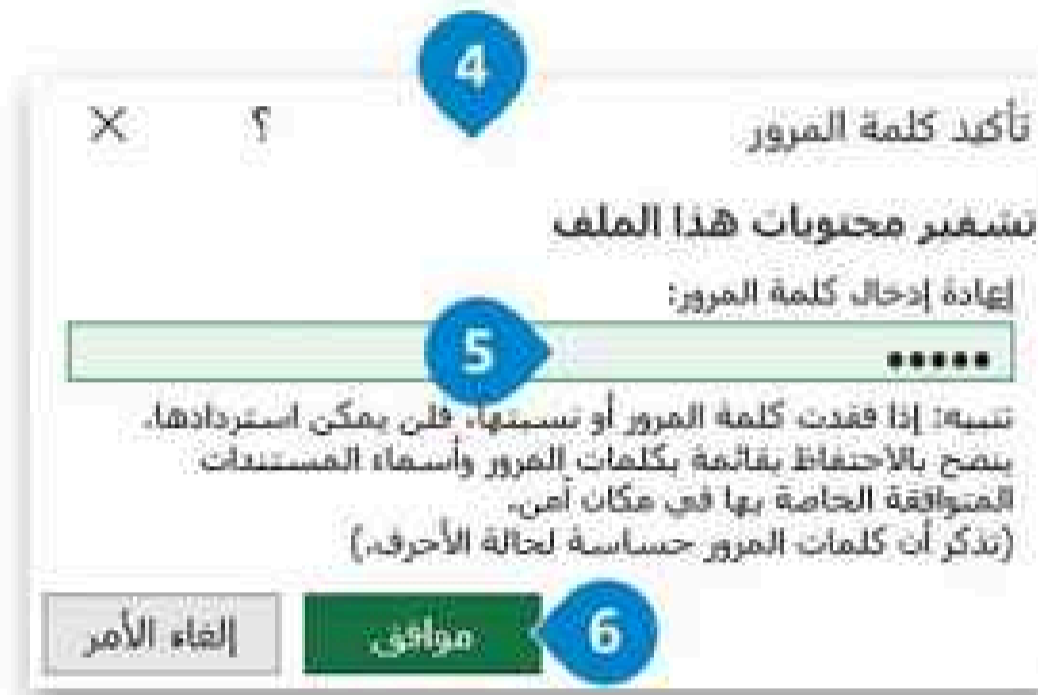 4
تأكيد كلمة المرور
؟
تشفير محتويات هذا الملف
إعادة إدخال كلمة المرور:
5
•••••
تنبيه: إذا فقدت كلمة المرور أو نسيتها، فلن يمكن استردادها.
ينصح بالاحتفاظ بقائمة بكلمات المرور وأسماء المستندات
المتوافقة الخاصة بها في مكان آمن.
(تذكر أن كلمات المرور حساسة لحالة الأحرف.)
6
موافق
إلغاء الأمر